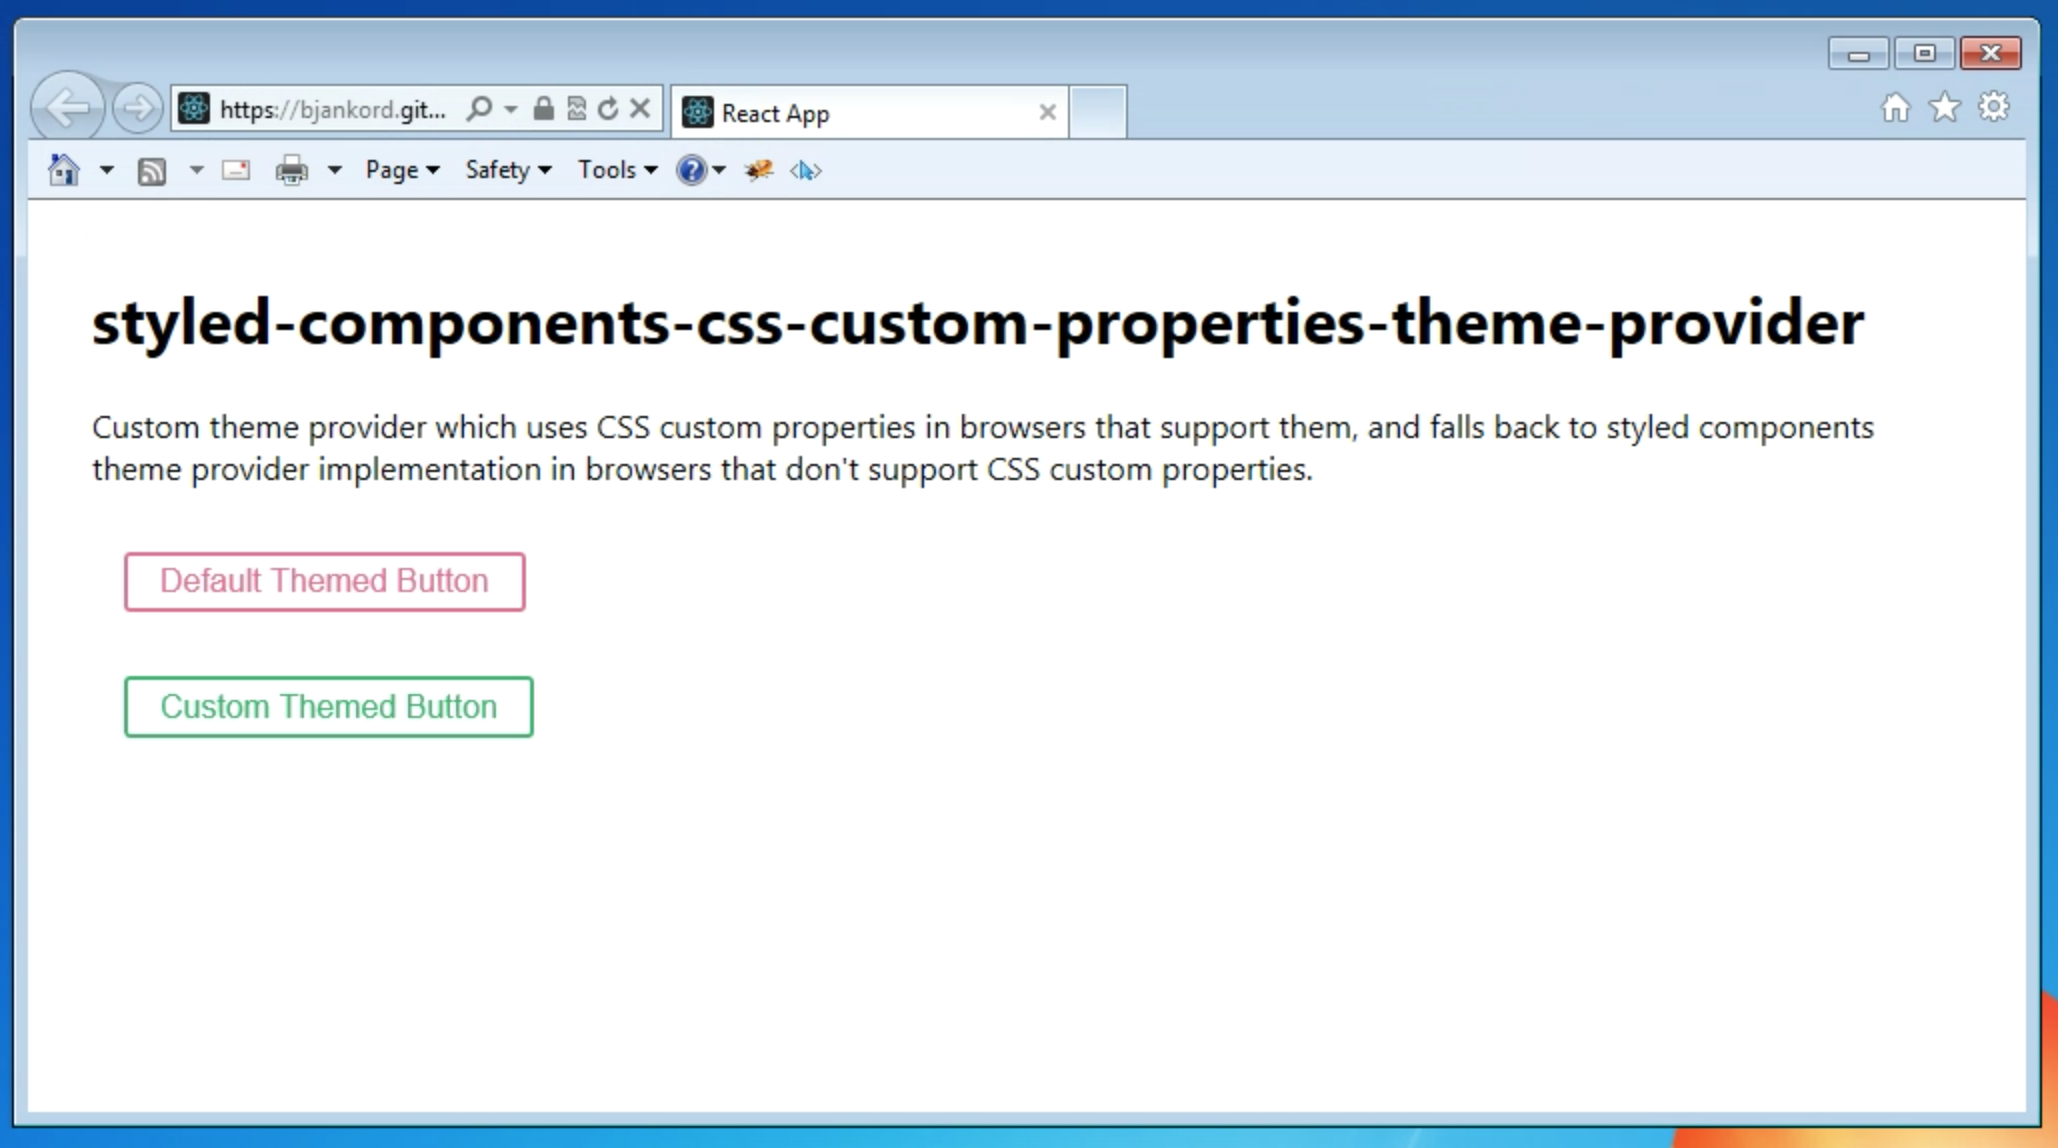 https://bjankord.git...
React App
Page Safety Tools
styled-components-css-custom-properties-theme-provider
Custom theme provider which uses CSS custom properties in browsers that support them, and falls back to styled components
theme provider implementation in browsers that don't support CSS custom properties.
Default Themed Button
Custom Themed Button